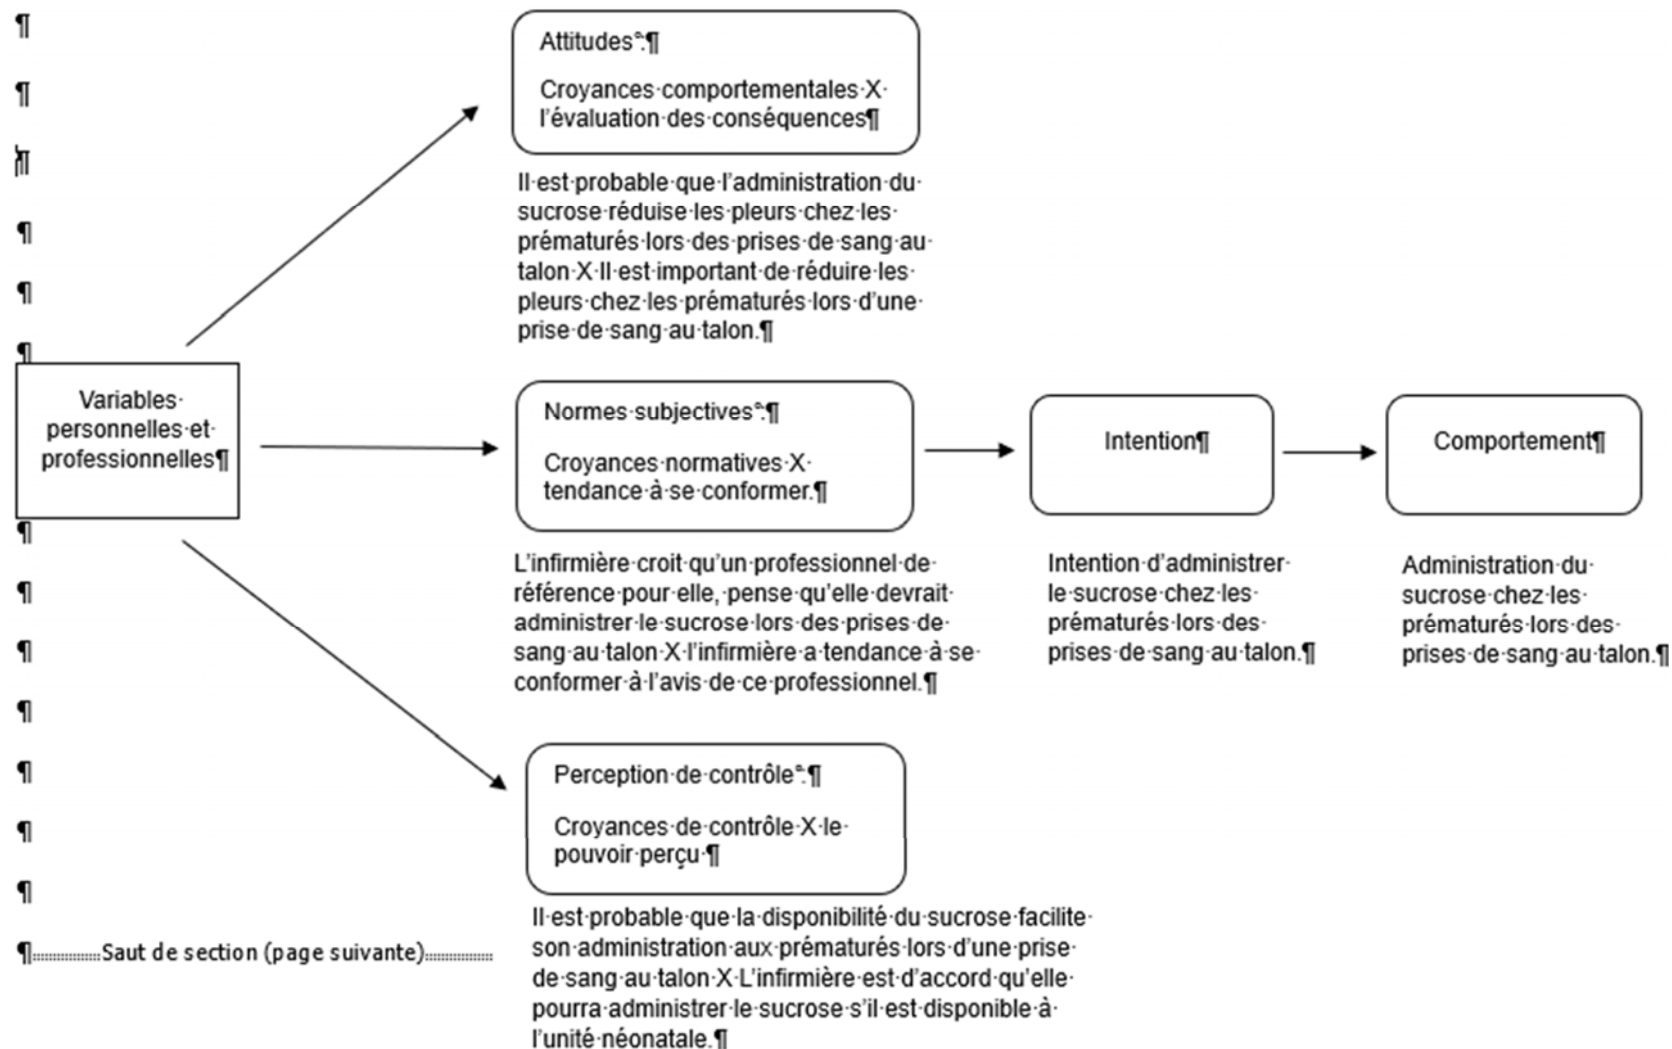 ¶
¶
¶
¶
¶
¶
Attitudes°:¶
Croyances·comportementales·X·
l’évaluation·des·conséquences¶
Il·est·probable·que·l’administration·du·
sucrose·réduise·les·pleurs·chez·les·
prématurés·lors·des·prises·de·sang·au·
talon·X·Il·est·important·de·réduire·les·
pleurs·chez·les·prématurés·lors·d’une·
prise·de·sang·au·talon.¶
Variables·
personnelles·et·
professionnelles¶
Normes·subjectives°:¶
Croyances·normatives·X·
tendance·à·se·conformer.¶
L’infirmière·croit·qu’un·professionnel·de·
référence·pour·elle,·pense·qu’elle·devrait·
administrer·le·sucrose·lors·des·prises·de·
sang·au·talon·X·l’infirmière·a·tendance·à·se·
conformer·à·l’avis·de·ce·professionnel.¶
Intention¶
Intention·d’administrer·
le·sucrose·chez·les·
prématurés·lors·des·
prises·de·sang·au·talon.¶
Comportement¶
Administration·du·
sucrose·chez·les·
prématurés·lors·des·
prises·de·sang·au·talon.¶
¶
¶
¶
¶
¶
¶
¶
Perception·de·contrôle°:¶
Croyances·de·contrôle·X·le·
pouvoir·perçu·¶
Il·est·probable·que·la·disponibilité·du·sucrose·facilite·
son·administration·aux·prématurés·lors·d’une·prise·
de·sang·au·talon·X·L’infirmière·est·d’accord·qu’elle·
pourra·administrer·le·sucrose·s’il·est·disponible·à·
l’unité·néonatale.¶
¶Saut de section (page suivante)